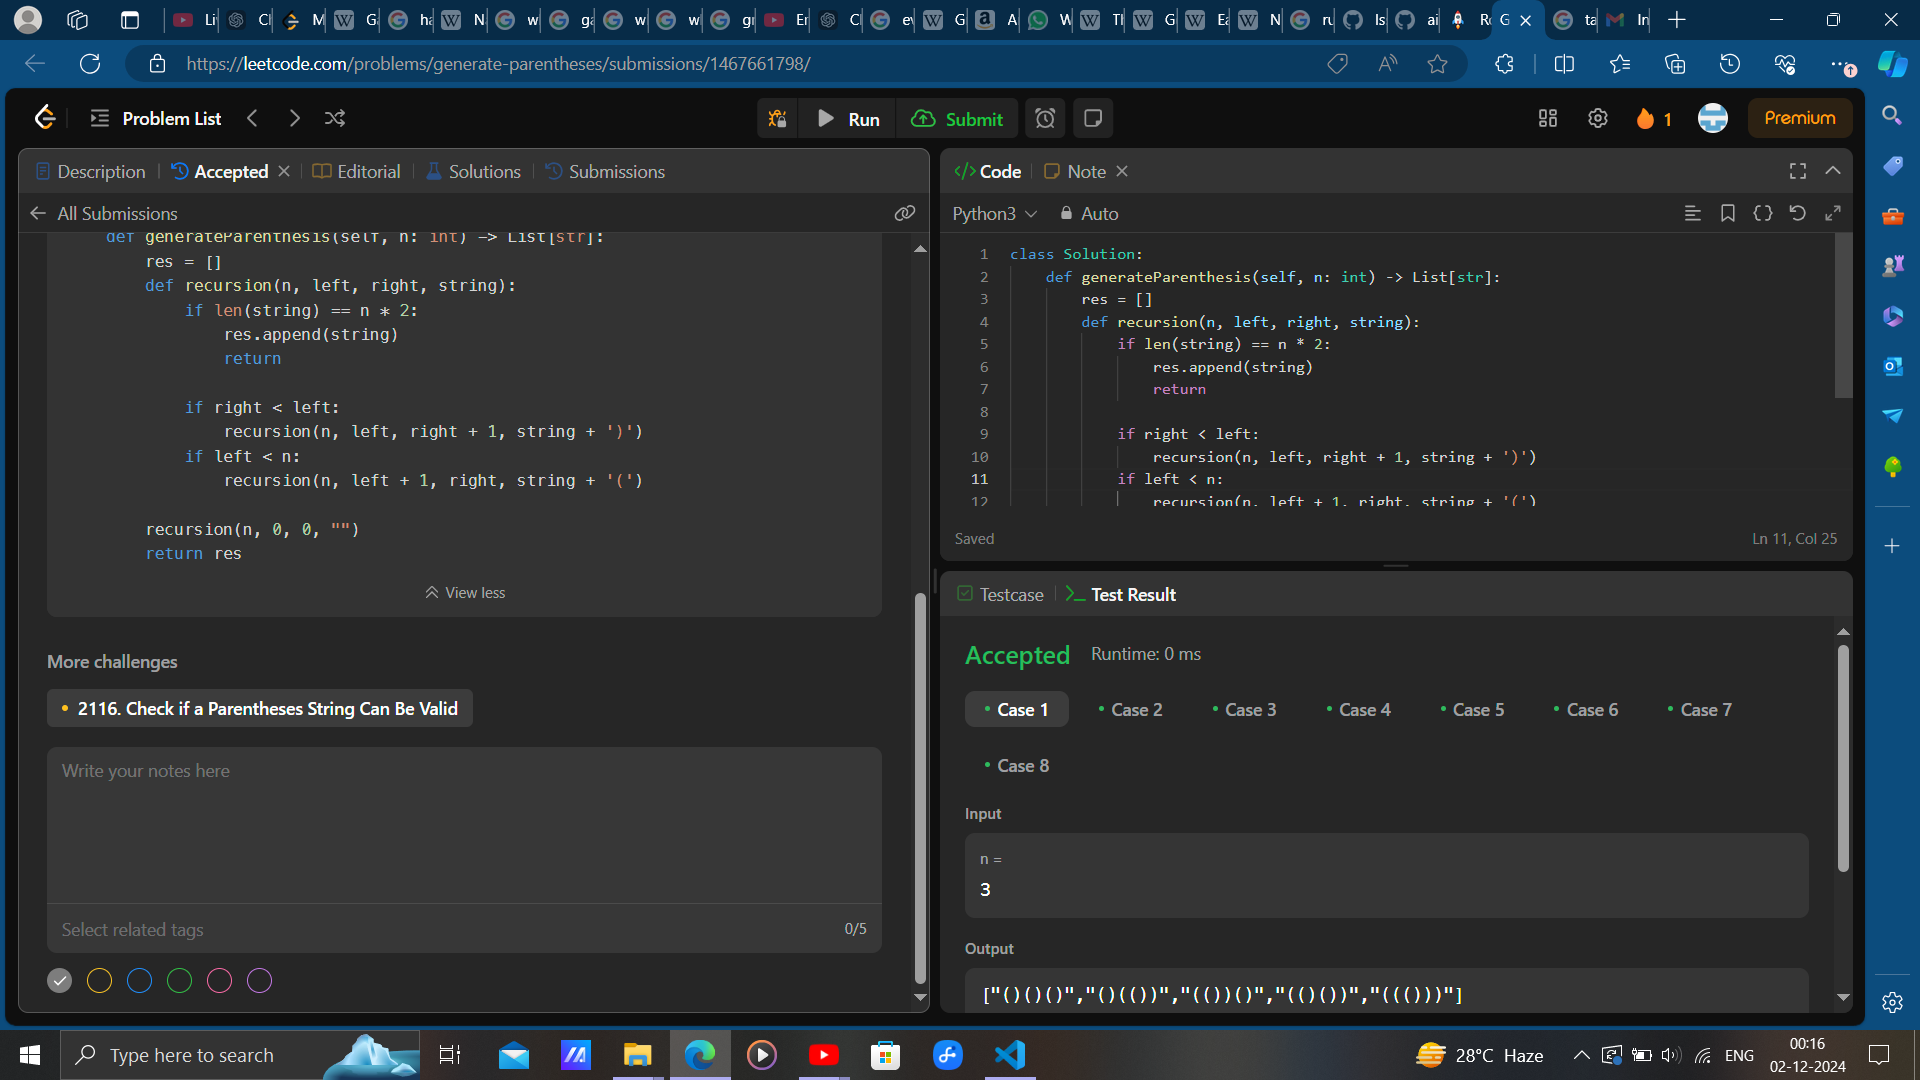 Li
Cl
M
G
ha
N
w
ga
w
w
gr
Er
Cl
ev
G
A
W
Tl
G
Ea
N
ru
Is
ai
Ro
G
ta
In
https://leetcode.com/problems/generate-parentheses/submissions/1467661798/
Problem List
Run
Submit
1
Premium
Description
Accepted
Editorial
Solutions
Submissions
All Submissions
def generateParenthesis(self, n: int) -> List[str]:
res = []
def recursion(n, left, right, string):
if len(string) == n * 2:
res.append(string)
return
if right < left:
recursion(n, left, right + 1, string + ')')
if left < n:
recursion(n, left + 1, right, string + '(')
recursion(n, 0, 0, "")
return res
View less
More challenges
2116. Check if a Parentheses String Can Be Valid
Write your notes here
Select related tags
0/5
Code
Note
Python3
Auto
1 class Solution:
2 def generateParenthesis(self, n: int) -> List[str]:
3 res = []
4 def recursion(n, left, right, string):
5 if len(string) == n * 2:
6 res.append(string)
7 return
8
9 if right < left:
10 recursion(n, left, right + 1, string + ')')
11 if left < n:
12 recursion(n, left + 1, right, string + '(')
Saved
Ln 11, Col 25
Testcase
Test Result
Accepted
Runtime: 0 ms
Case 1
Case 2
Case 3
Case 4
Case 5
Case 6
Case 7
Case 8
Input
n =
3
Output
["()()()","()(())","(())()","(()())","((()))"]
Type here to search
28°C Haze
ENG
00:16
02-12-2024